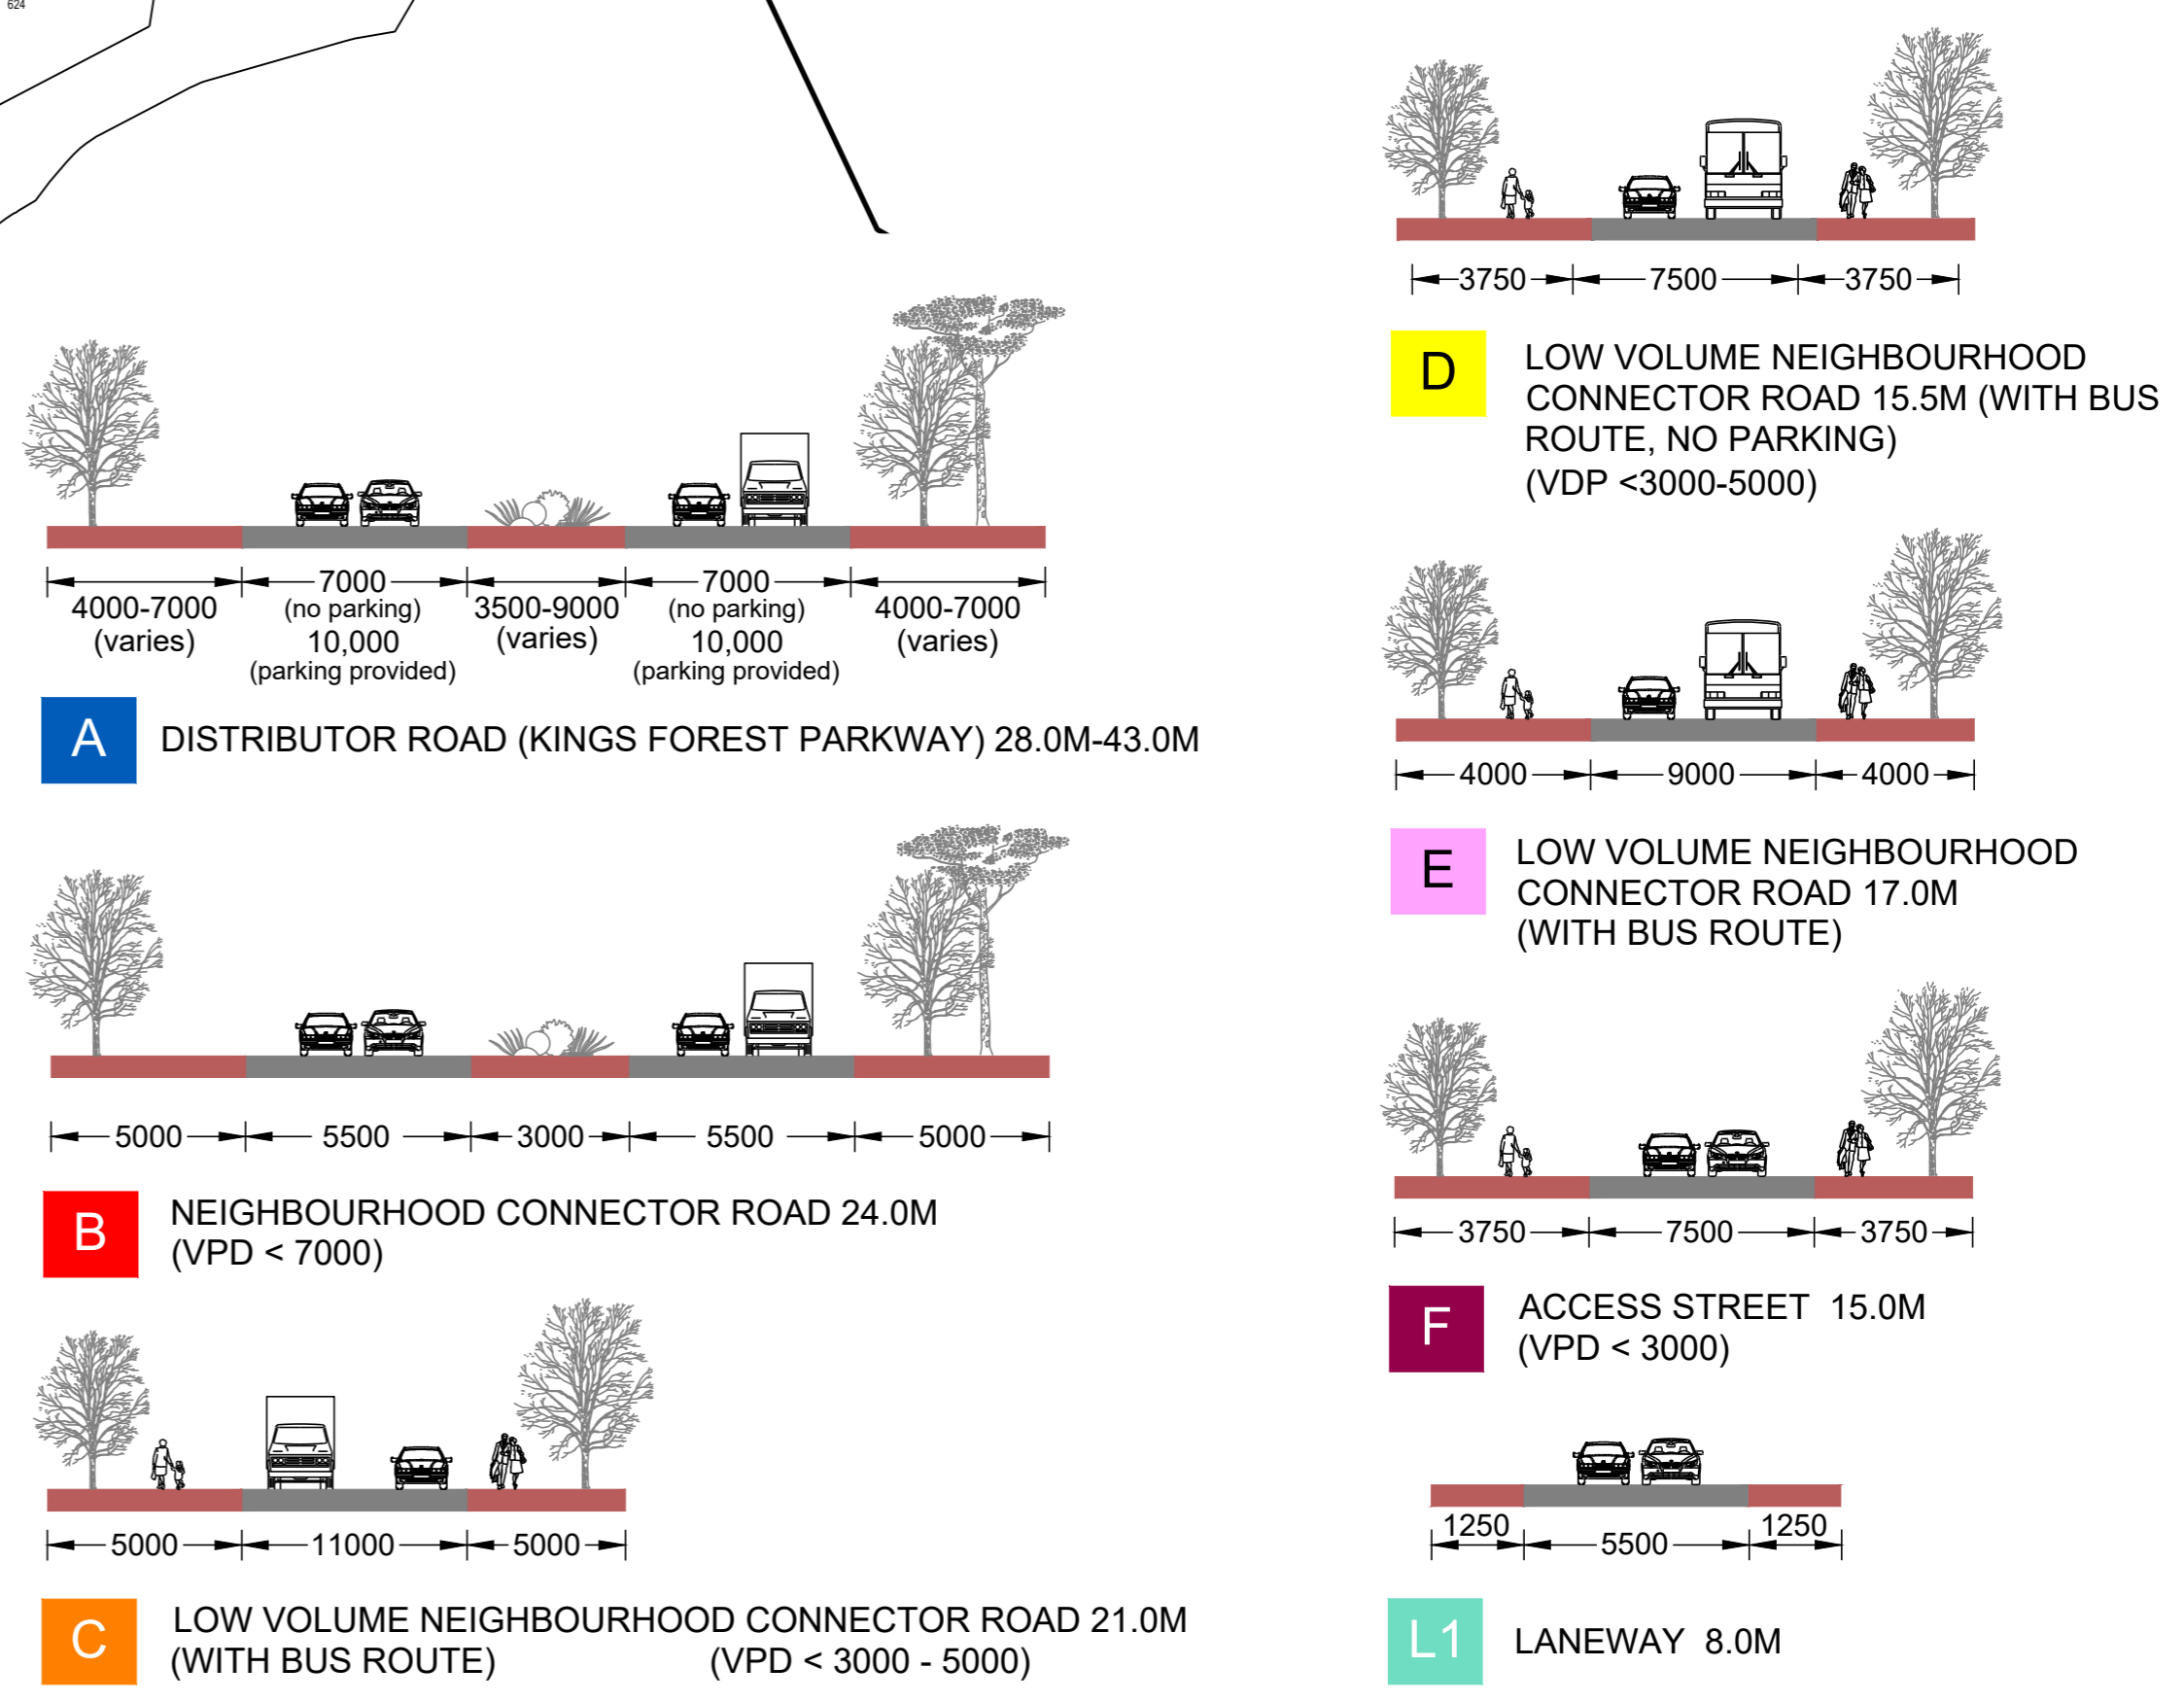 624
7000
7000
4000-7000
(no parking)
3500-9000
(no parking)
4000-7000
(varies)
10,000
(varies)
10,000
(varies)
(parking provided)
(parking provided)
A
DISTRIBUTOR ROAD (KINGS FOREST PARKWAY) 28.0M-43.0M
5000
5500
3000
5500
5000
B
NEIGHBOURHOOD CONNECTOR ROAD 24.0M
(VPD < 7000)
5000
11000
5000
C
LOW VOLUME NEIGHBOURHOOD CONNECTOR ROAD 21.0M
(WITH BUS ROUTE) (VPD < 3000 - 5000)
3750
7500
3750
D
LOW VOLUME NEIGHBOURHOOD
CONNECTOR ROAD 15.5M (WITH BUS
ROUTE, NO PARKING)
(VDP <3000-5000)
4000
9000
4000
E
LOW VOLUME NEIGHBOURHOOD
CONNECTOR ROAD 17.0M
(WITH BUS ROUTE)
3750
7500
3750
F
ACCESS STREET 15.0M
(VPD < 3000)
1250
5500
1250
L1
LANEWAY 8.0M